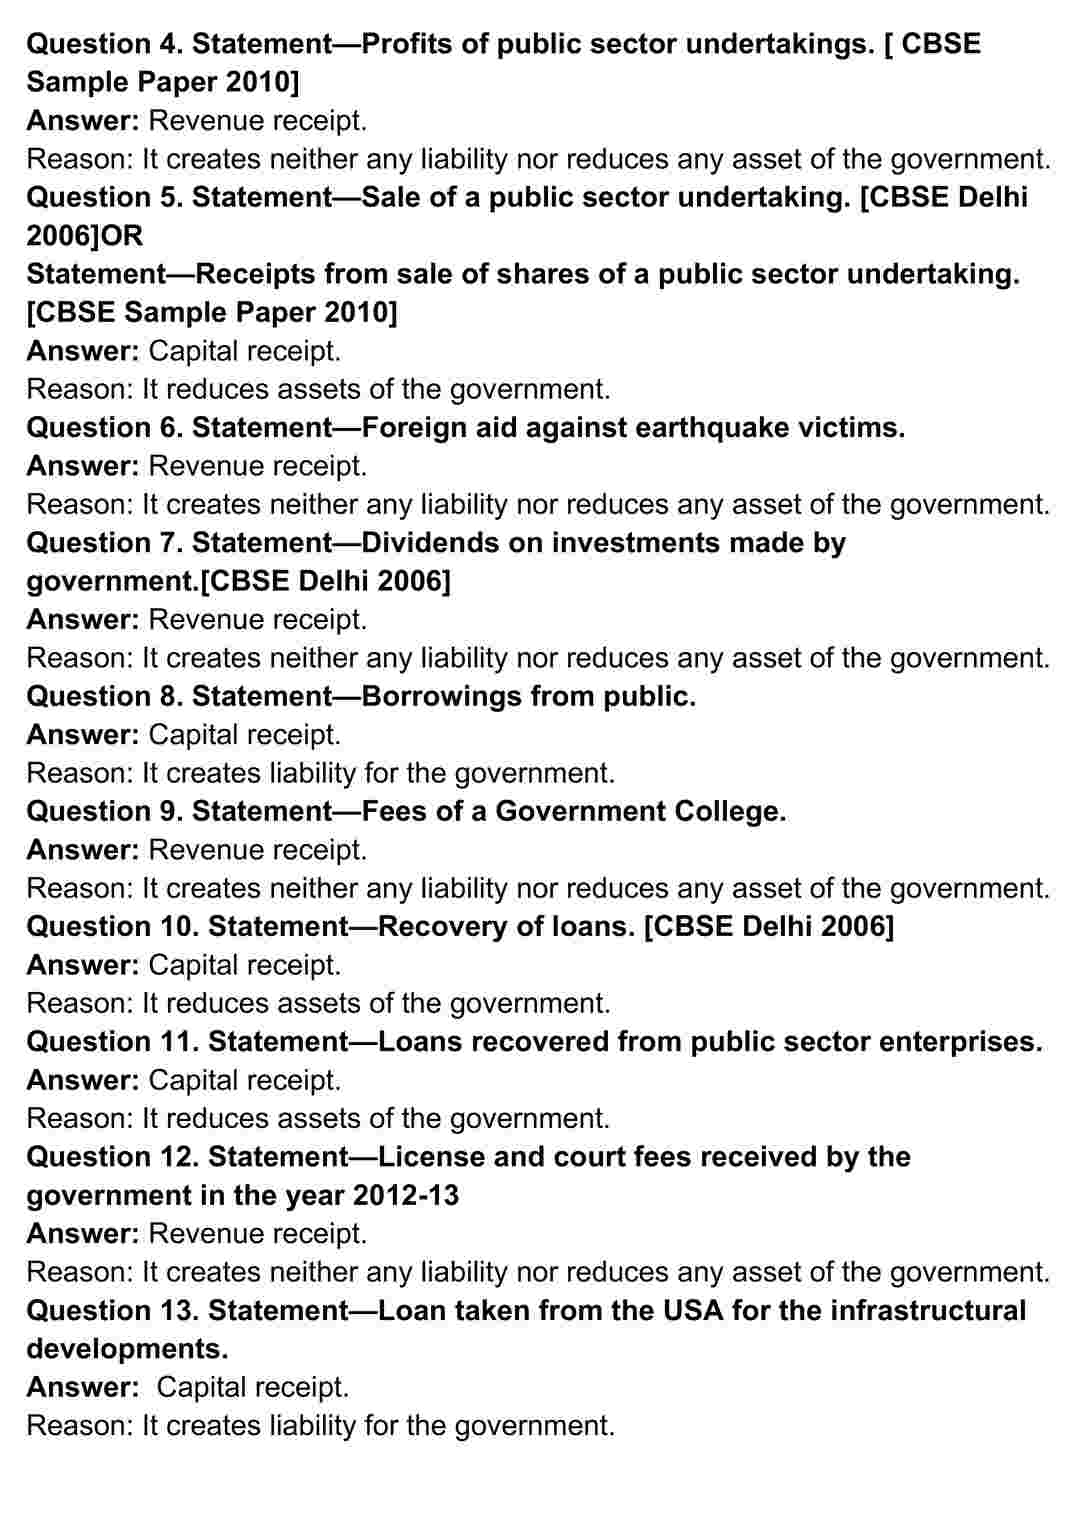 Question 4. Statement—Profits of public sector undertakings. [ CBSE
Sample Paper 2010]
Answer: Revenue receipt.
Reason: It creates neither any liability nor reduces any asset of the government.
Question 5. Statement—Sale of a public sector undertaking. [CBSE Delhi
2006]OR
Statement—Receipts from sale of shares of a public sector undertaking.
[CBSE Sample Paper 2010]
Answer: Capital receipt.
Reason: It reduces assets of the government.
Question 6. Statement—Foreign aid against earthquake victims.
Answer: Revenue receipt.
Reason: It creates neither any liability nor reduces any asset of the government.
Question 7. Statement—Dividends on investments made by
government.[CBSE Delhi 2006]
Answer: Revenue receipt.
Reason: It creates neither any liability nor reduces any asset of the government.
Question 8. Statement—Borrowings from public.
Answer: Capital receipt.
Reason: It creates liability for the government.
Question 9. Statement—Fees of a Government College.
Answer: Revenue receipt.
Reason: It creates neither any liability nor reduces any asset of the government.
Question 10. Statement—Recovery of loans. [CBSE Delhi 2006]
Answer: Capital receipt.
Reason: It reduces assets of the government.
Question 11. Statement—Loans recovered from public sector enterprises.
Answer: Capital receipt.
Reason: It reduces assets of the government.
Question 12. Statement—License and court fees received by the
government in the year 2012-13
Answer: Revenue receipt.
Reason: It creates neither any liability nor reduces any asset of the government.
Question 13. Statement—Loan taken from the USA for the infrastructural
developments.
Answer:  Capital receipt.
Reason: It creates liability for the government.